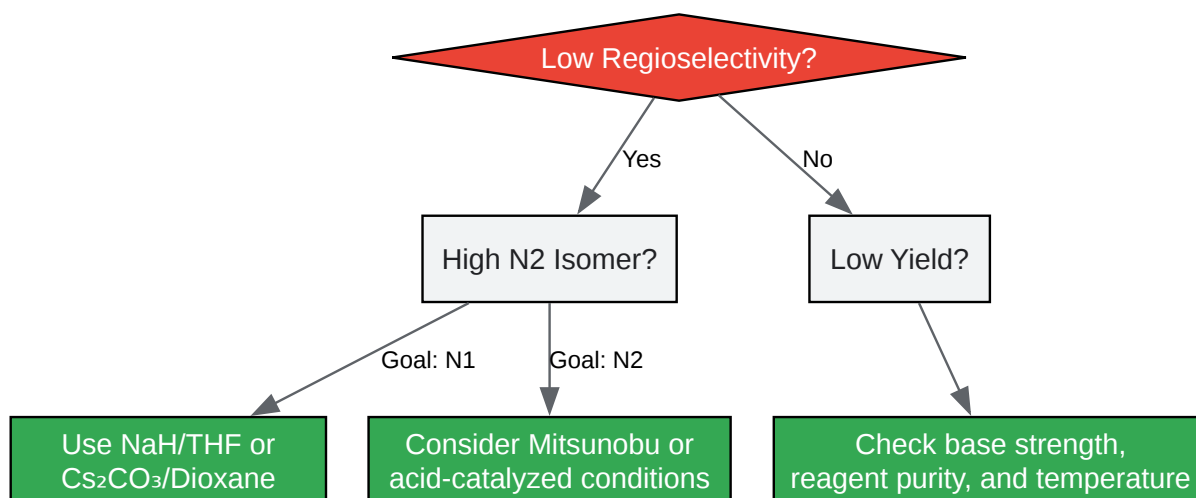 Low Regioselectivity?
Yes
No
High N2 Isomer?
Low Yield?
Goal: N1
Goal: N2
Use NaH/THF or
Cs₂CO₃/Dioxane
Consider Mitsunobu or
acid-catalyzed conditions
Check base strength,
reagent purity, and temperature